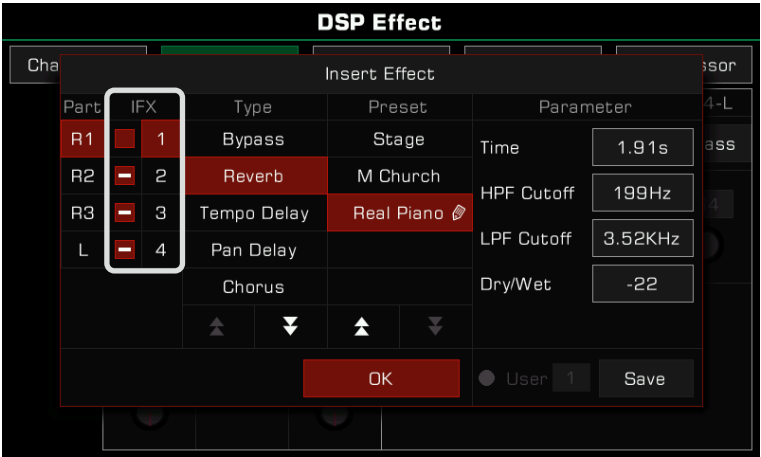 DSP Effect
Cha
ssor
Insert Effect
Part IFX Type Preset Parameter
4-L
R1 1 Bypass Stage Time 1.91s
ass
R2 2 Reverb M Church HPF Cutoff 199Hz
R3 3 Tempo Delay Real Piano LPF Cutoff 3.52KHz
4
L 4 Pan Delay
Chorus Dry/Wet -22
OK User 1 Save